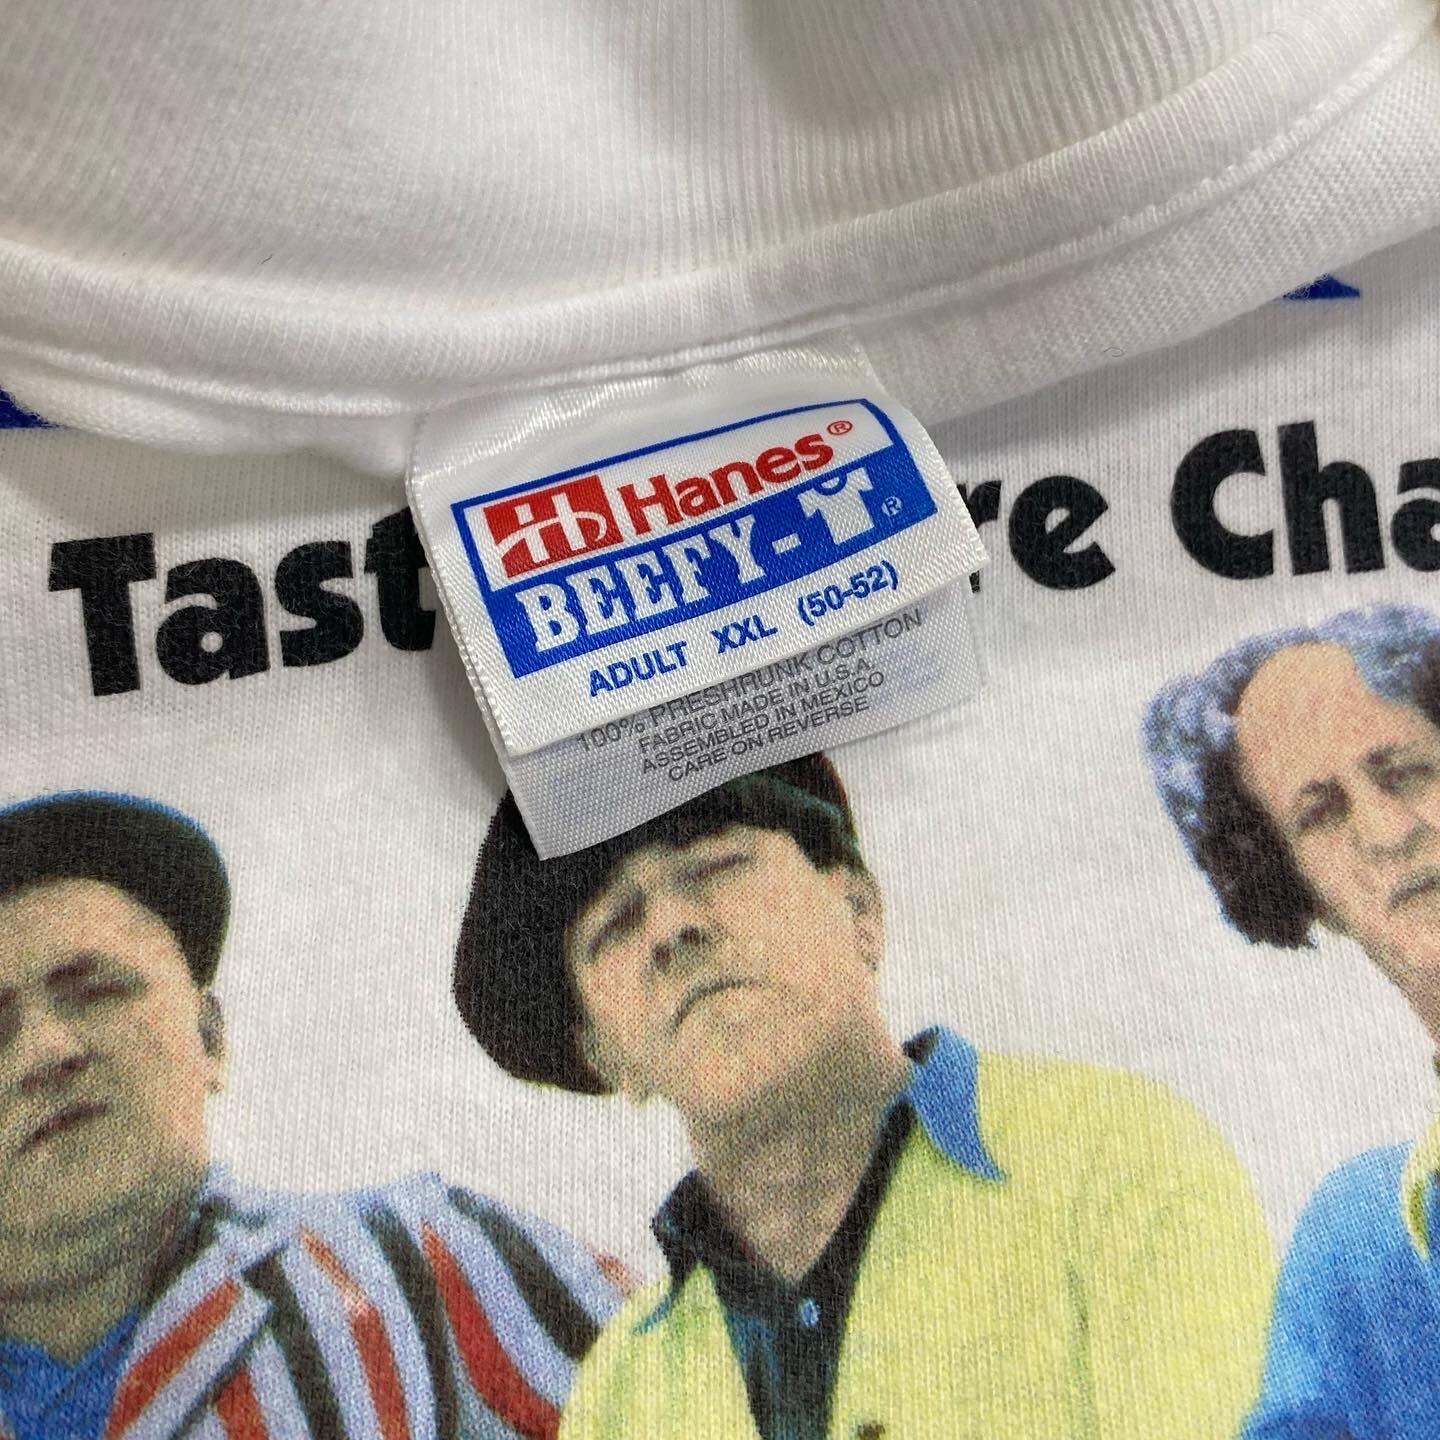 Hanes®
BEEFY-T®
ADULT XXL (50-52)
100% PRESHRUNK COTTON
FABRIC MADE IN U.S.A.
ASSEMBLED IN MEXICO
CARE ON REVERSE
Tast re Cha